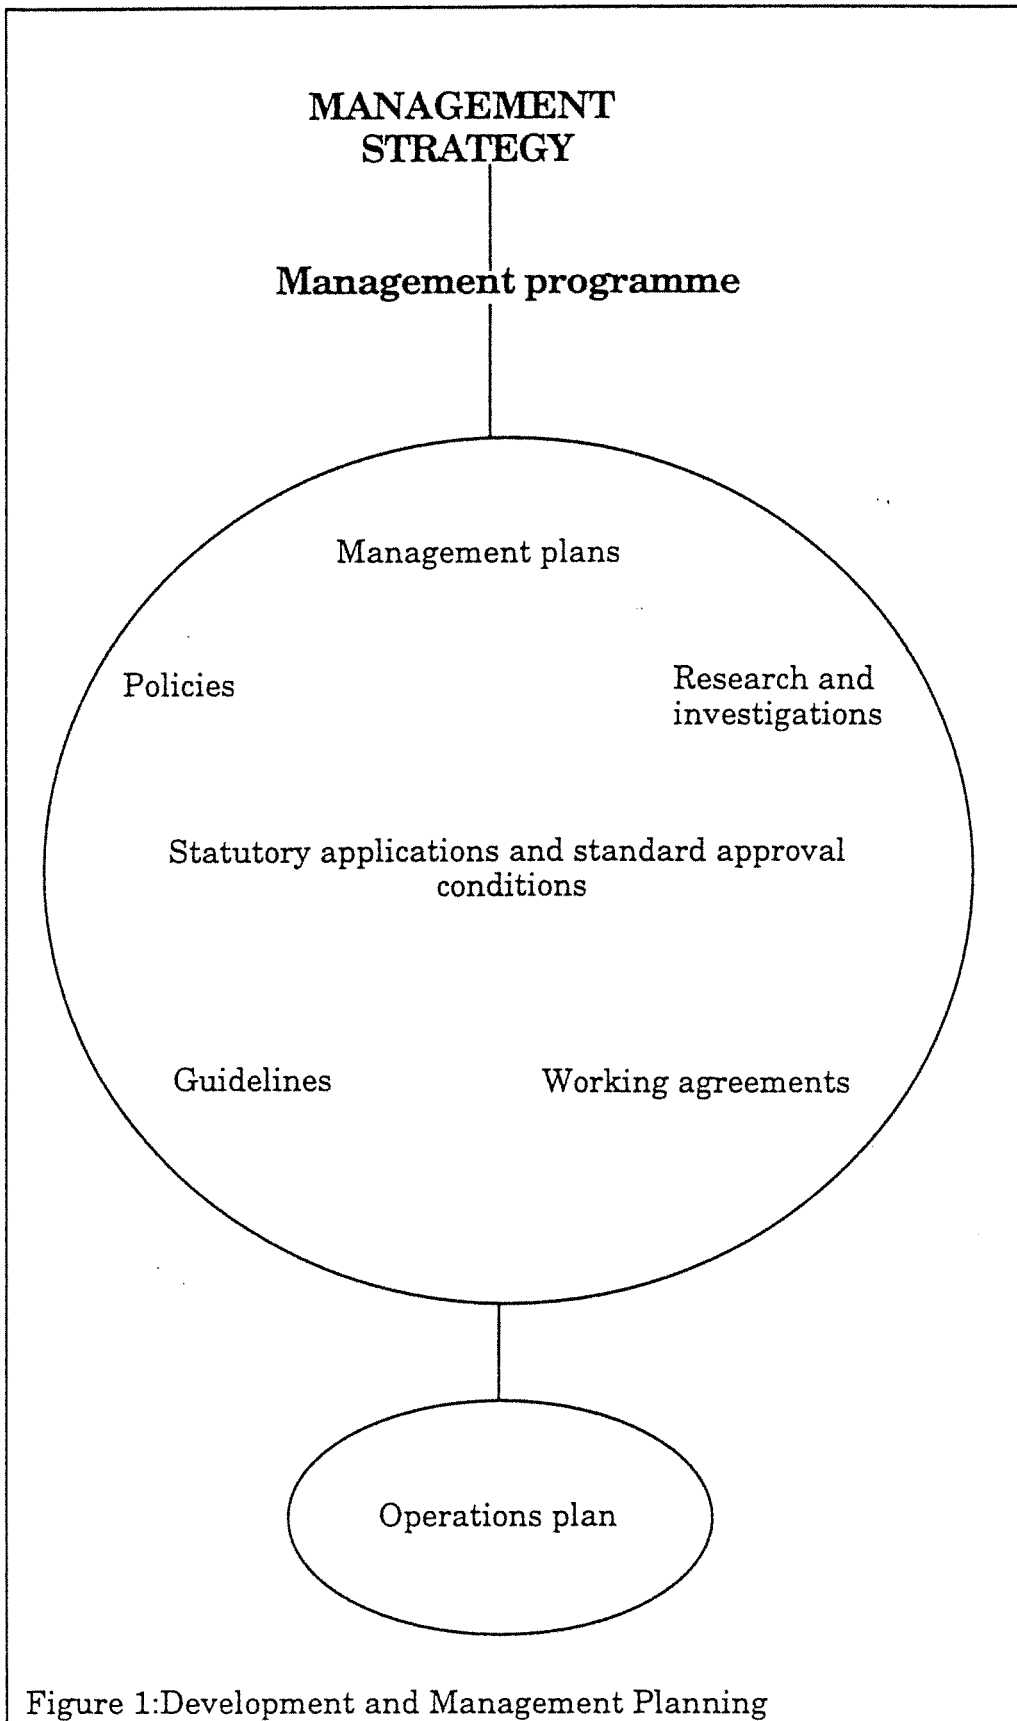 MANAGEMENT
STRATEGY
Management programme
Management plans
Policies
Research and
investigations
Statutory applications and standard approval
conditions
Guidelines
Working agreements
Operations plan
Figure 1:Development and Management Planning